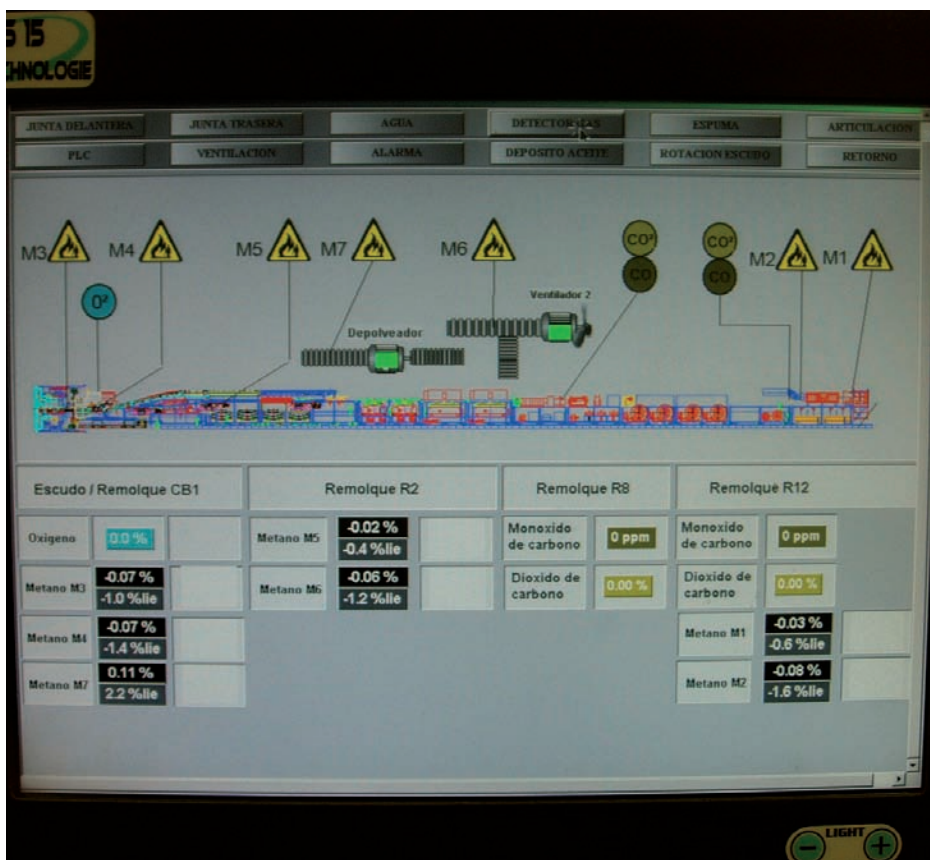 S 15
HNOLOGIE
JUNTA DELANTERA JUNTA TRASERA AGUA DETECTOR GAS ESPUMA ARTICULACION
PLC VENTILACION ALARMA DEPOSITO ACEITE ROTACION ESCUDO RETORNO
M3 M4 M5 M7 M6 CO² CO² M2 M1
CO CO
O²
Ventilador 2
Depolveador
Escudo / Remolque CB1 Remolque R2 Remolque R8 Remolque R12
Oxigeno 0.0 % Metano M5 -0.02 % -0.4 %lie Monoxido de carbono 0 ppm Monoxido de carbono 0 ppm
Metano M3 -0.07 % -1.0 %lie Metano M6 -0.06 % -1.2 %lie Dioxido de carbono 0.00 % Dioxido de carbono 0.00 %
Metano M4 -0.07 % -1.4 %lie Metano M1 -0.03 % -0.6 %lie
Metano M7 0.11 % 2.2 %lie Metano M2 -0.08 % -1.6 %lie
LIGHT